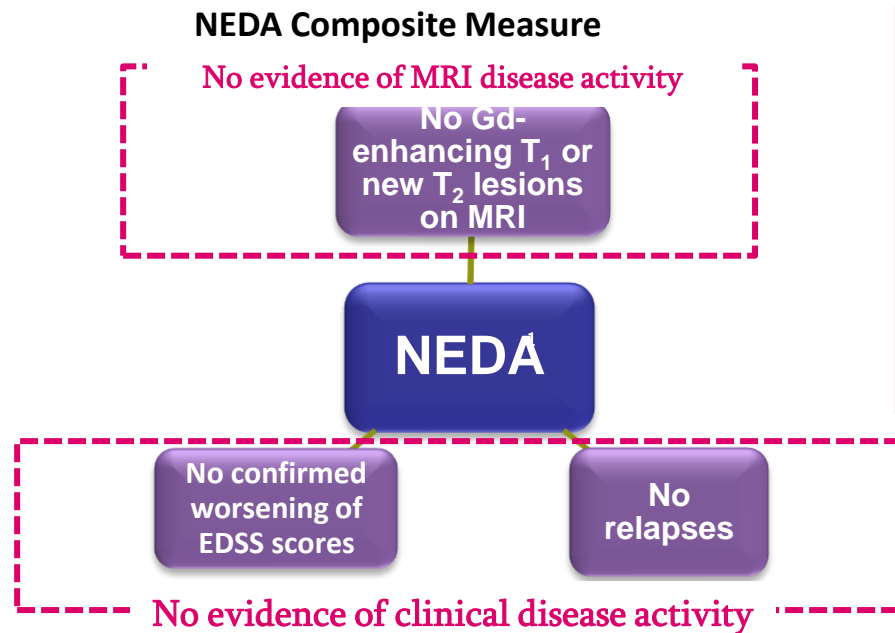 NEDA Composite Measure
No evidence of MRI disease activity
No Gd-
enhancing T₁ or
new T₂ lesions
on MRI
NEDA¹
No confirmed
worsening of
EDSS scores
No
relapses
No evidence of clinical disease activity